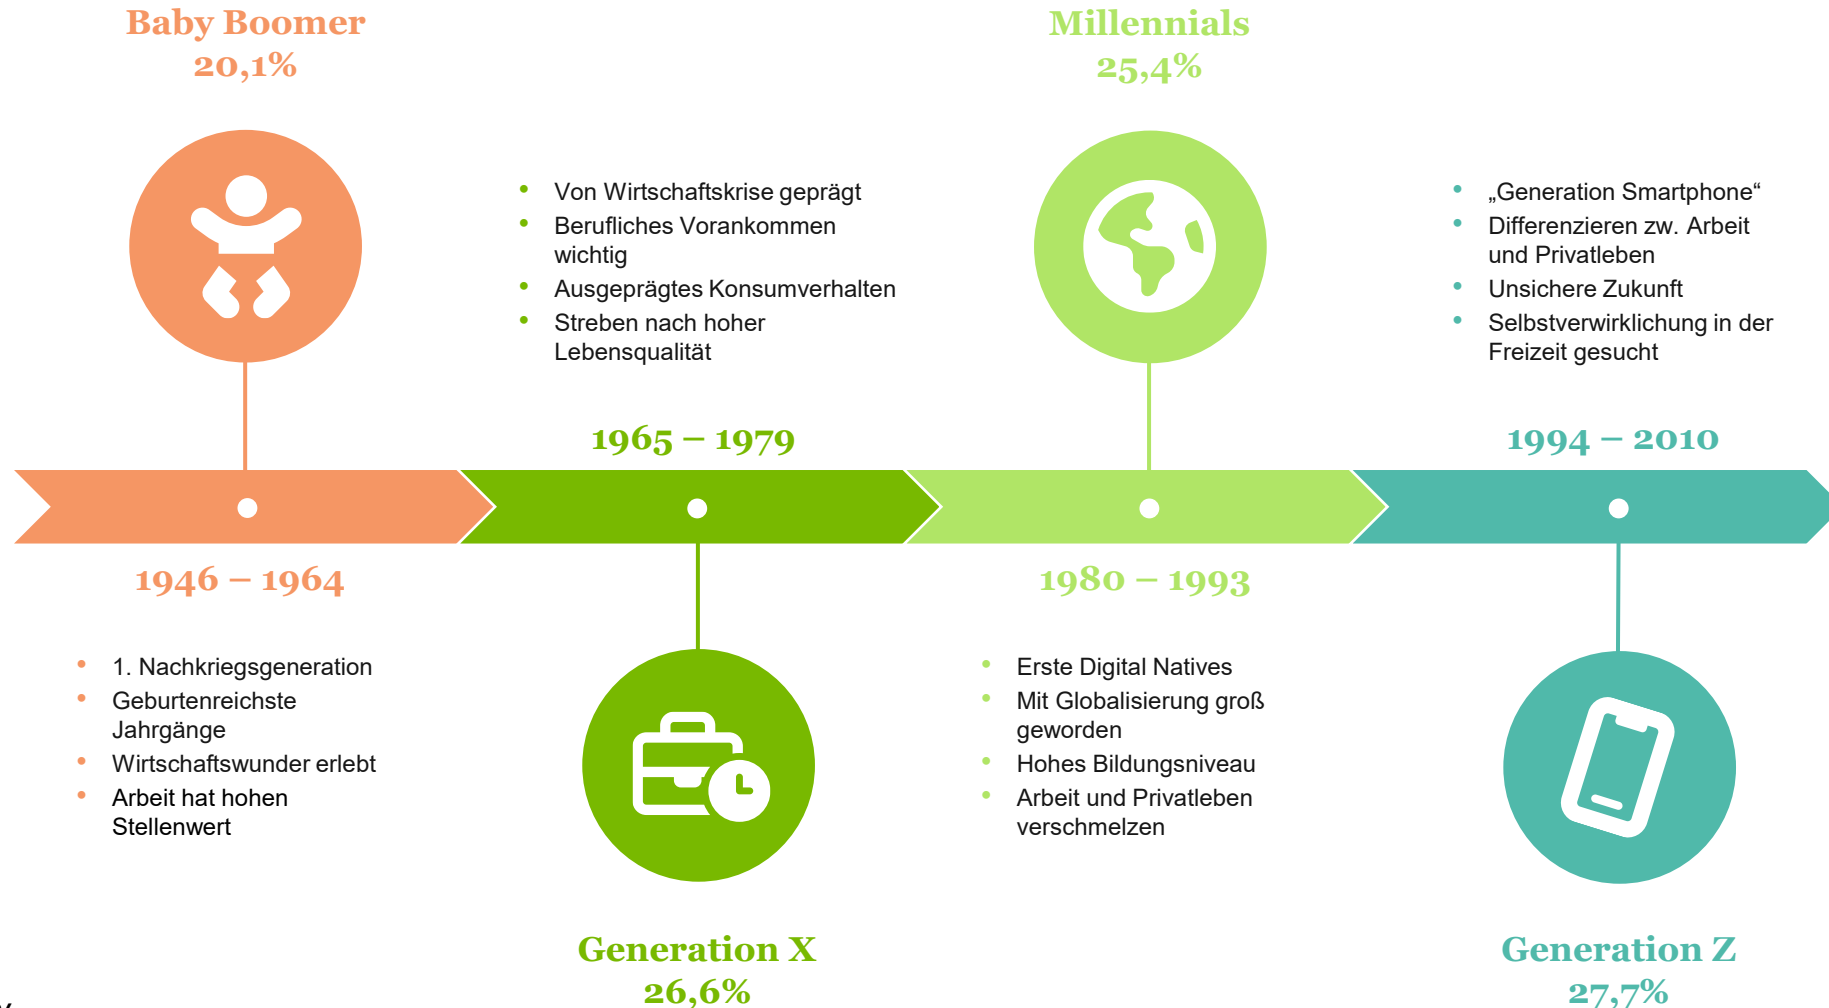 Baby Boomer
20,1%
1946 – 1964
• 1. Nachkriegsgeneration
• Geburtenreichste
Jahrgänge
• Wirtschaftswunder erlebt
• Arbeit hat hohen
Stellenwert
• Von Wirtschaftskrise geprägt
• Berufliches Vorankommen
wichtig
• Ausgeprägtes Konsumverhalten
• Streben nach hoher
Lebensqualität
1965 – 1979
Generation X
26,6%
Millennials
25,4%
1980 – 1993
• Erste Digital Natives
• Mit Globalisierung groß
geworden
• Hohes Bildungsniveau
• Arbeit und Privatleben
verschmelzen
• „Generation Smartphone“
• Differenzieren zw. Arbeit
und Privatleben
• Unsichere Zukunft
• Selbstverwirklichung in der
Freizeit gesucht
1994 – 2010
Generation Z
27,7%